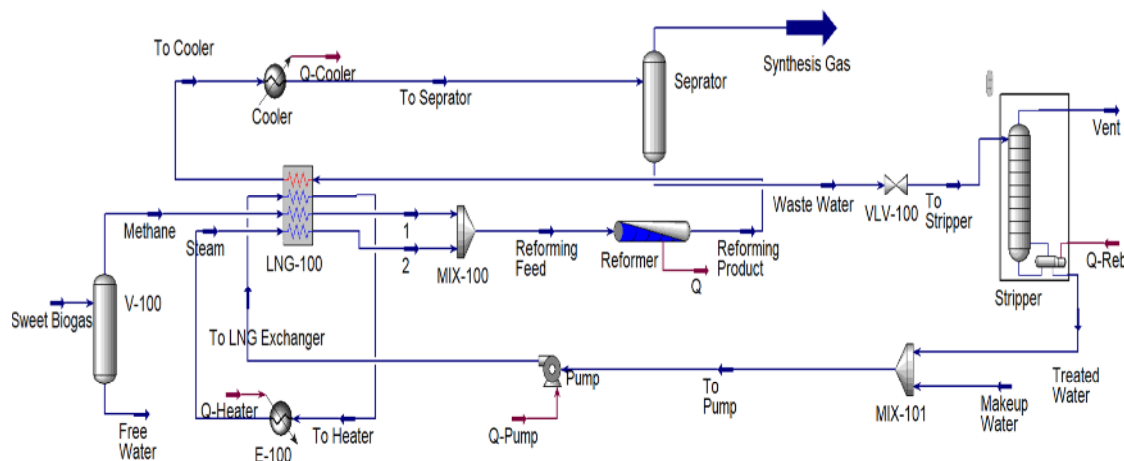 To Cooler
Q-Cooler
Cooler
To Seprator
Seprator
Synthesis Gas
Vent
Waste Water
VLV-100
To
Stripper
Q-Reb
Stripper
Methane
Steam
LNG-100
1
2
MIX-100
Reforming
Feed
Reformer
Q
Reforming
Product
Sweet Biogas
V-100
Free
Water
To LNG Exchanger
Q-Heater
E-100
To Heater
Pump
Q-Pump
To
Pump
MIX-101
Treated
Water
Makeup
Water